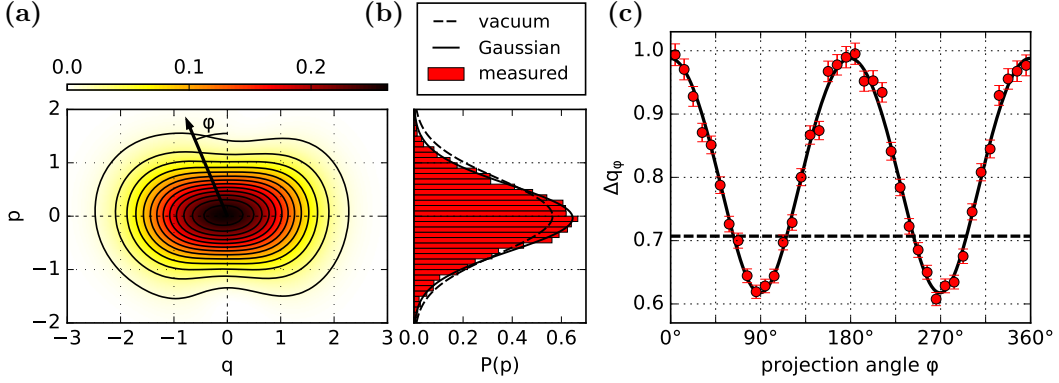 (a)
0.0 0.1 0.2
φ
p
2
1
0
−1
−2
−3 −2 −1 0 1 2 3
q
(b)
vacuum
Gaussian
measured
0.0 0.2 0.4 0.6
P(p)
(c)
Δqφ
1.0
0.9
0.8
0.7
0.6
0° 90° 180° 270° 360°
projection angle φ